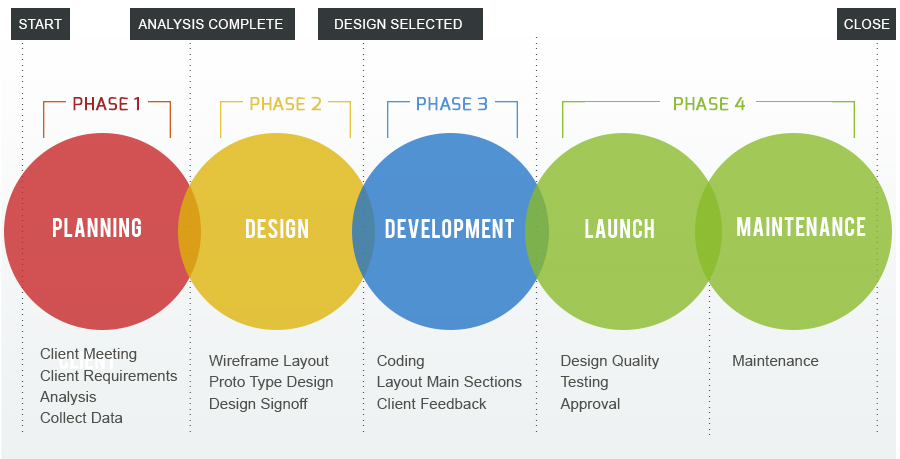 START
ANALYSIS COMPLETE
DESIGN SELECTED
CLOSE
PHASE 1
PHASE 2
PHASE 3
PHASE 4
PLANNING
DESIGN
DEVELOPMENT
LAUNCH
MAINTENANCE
Client Meeting
Client Requirements
Analysis
Collect Data
Wireframe Layout
Proto Type Design
Design Signoff
Coding
Layout Main Sections
Client Feedback
Design Quality
Testing
Approval
Maintenance